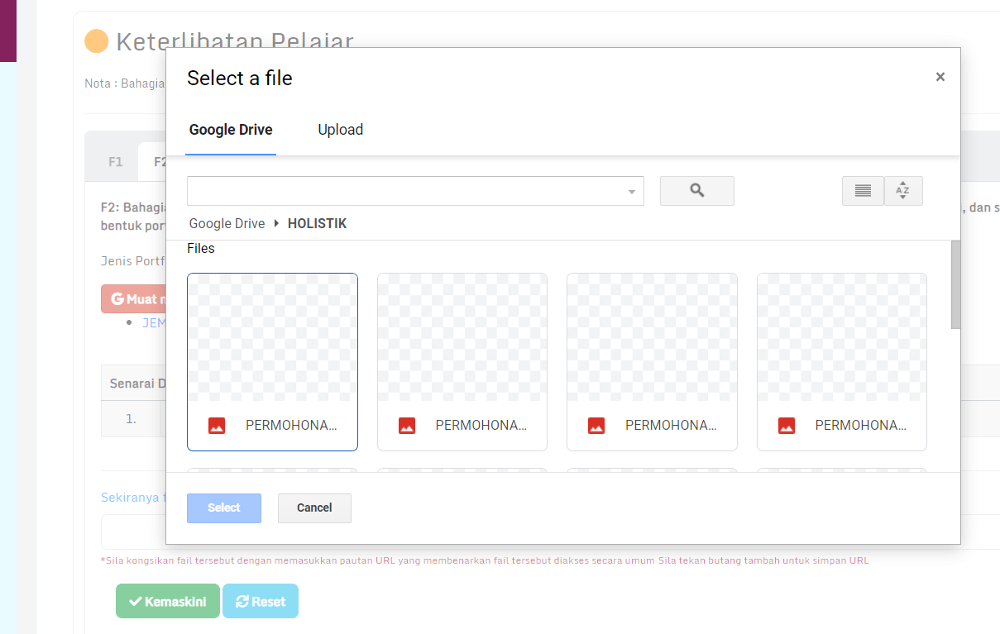 Keterlibatan Pelajar
Nota : Bahagia
Select a file
×
Google Drive
Upload
F1
F2
F2: Bahagia
, dan s
bentuk por
AZ
Google Drive
HOLISTIK
Files
Jenis Portf
G Muat
JEM
PERMOHONA...
PERMOHONA...
PERMOHONA...
PERMOHONA...
Senarai D
1.
Select
Cancel
Sekiranya f
*Sila kongsikan fail tersebut dengan memasukkan pautan URL yang membenarkan fail tersebut diakses secara umum Sila tekan butang tambah untuk simpan URL
Kemaskini
Reset